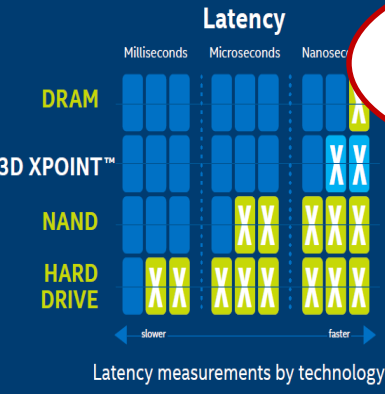 Latency
Milliseconds Microseconds
DRAM X
3D XPOINT™ X X
NAND X X X X X
HARD X X X X X X X X
DRIVE
slower faster
Latency measurements by technology